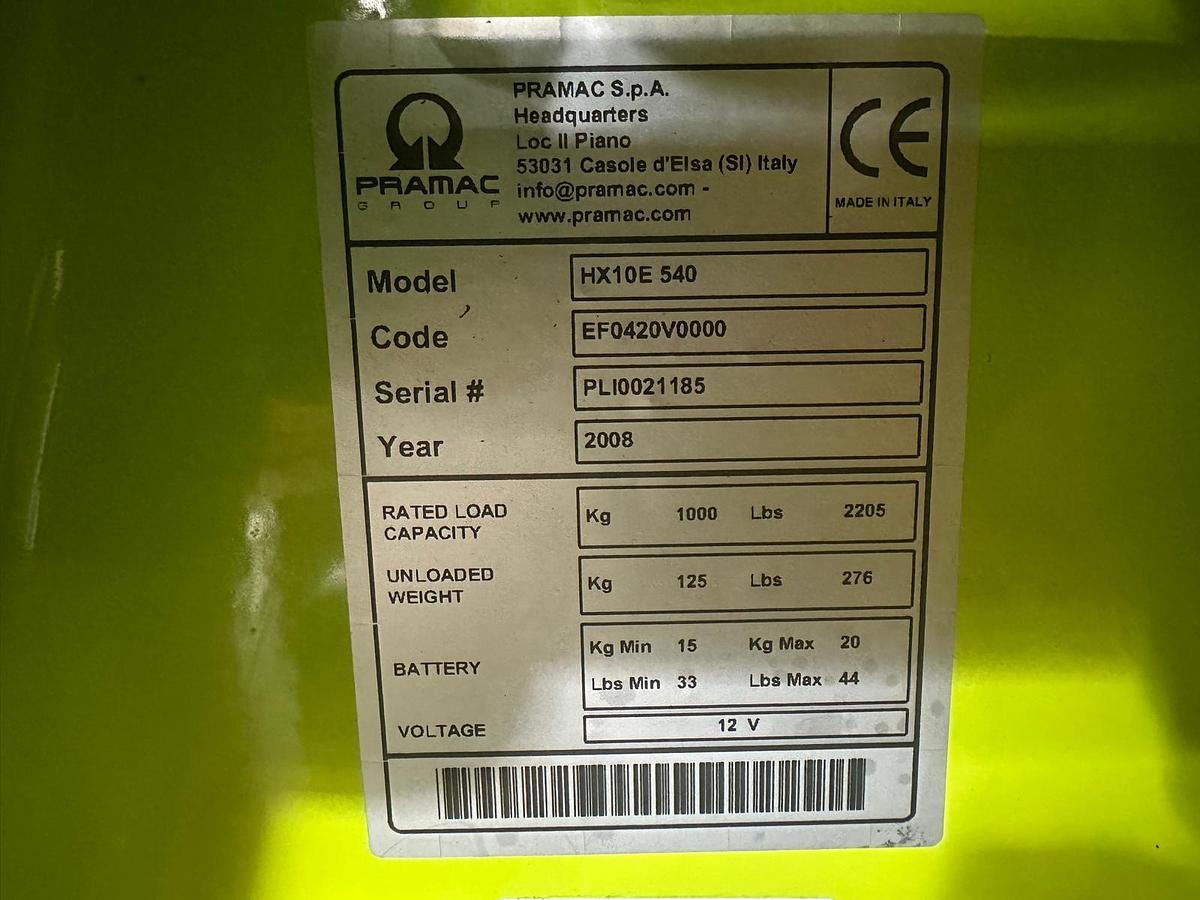 PRAMAC
GROUP
PRAMAC S.p.A.
Headquarters
Loc Il Piano
53031 Casole d'Elsa (SI) Italy
info@pramac.com -
www.pramac.com
CE
MADE IN ITALY
Model HX10E 540
Code EF0420V0000
Serial # PLI0021185
Year 2008
RATED LOAD CAPACITY Kg 1000 Lbs 2205
UNLOADED WEIGHT Kg 125 Lbs 276
BATTERY Kg Min 15 Kg Max 20
Lbs Min 33 Lbs Max 44
VOLTAGE 12 V